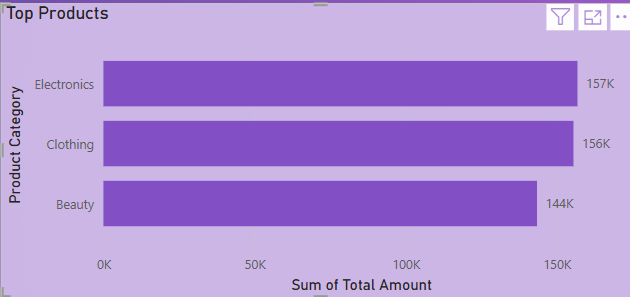 Top Products
Product Category
Electronics
157K
Clothing
156K
Beauty
144K
0K
50K
100K
150K
Sum of Total Amount